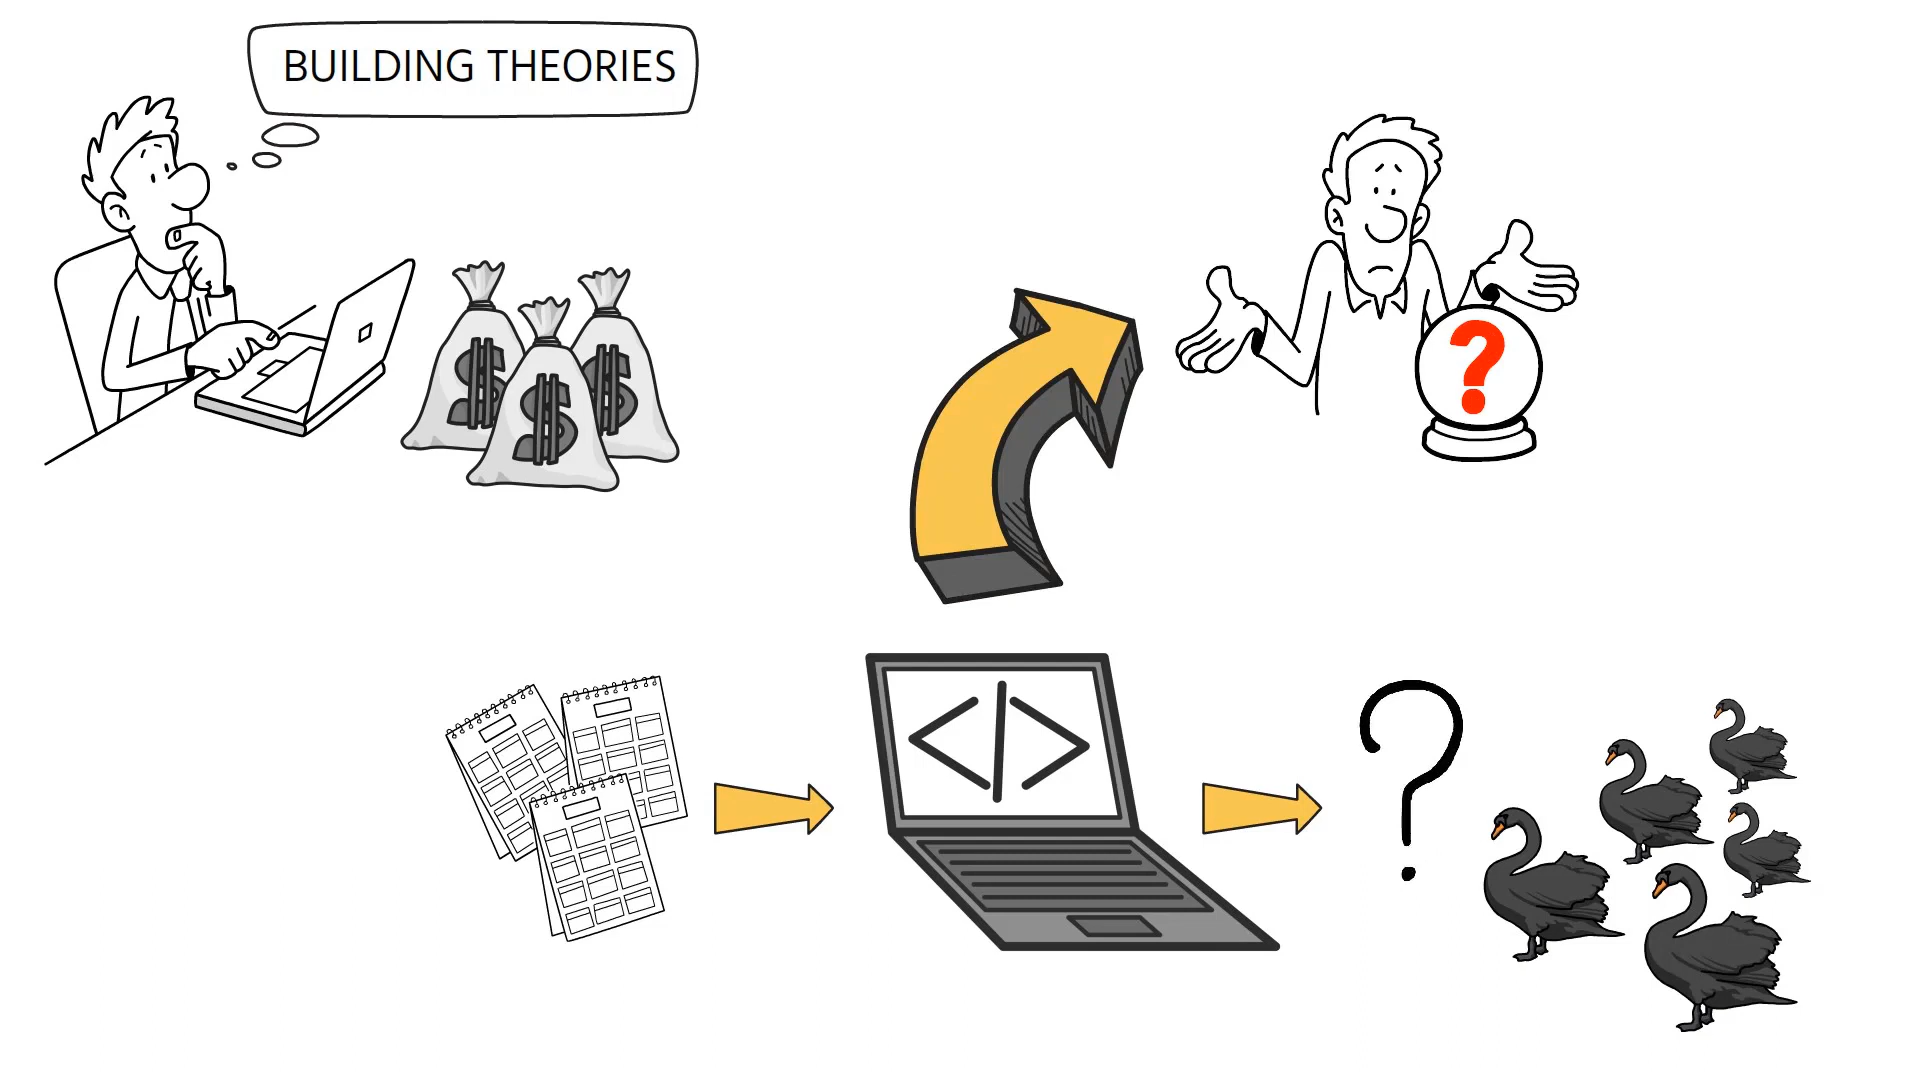 BUILDING THEORIES
$ $ $
?
</>
?